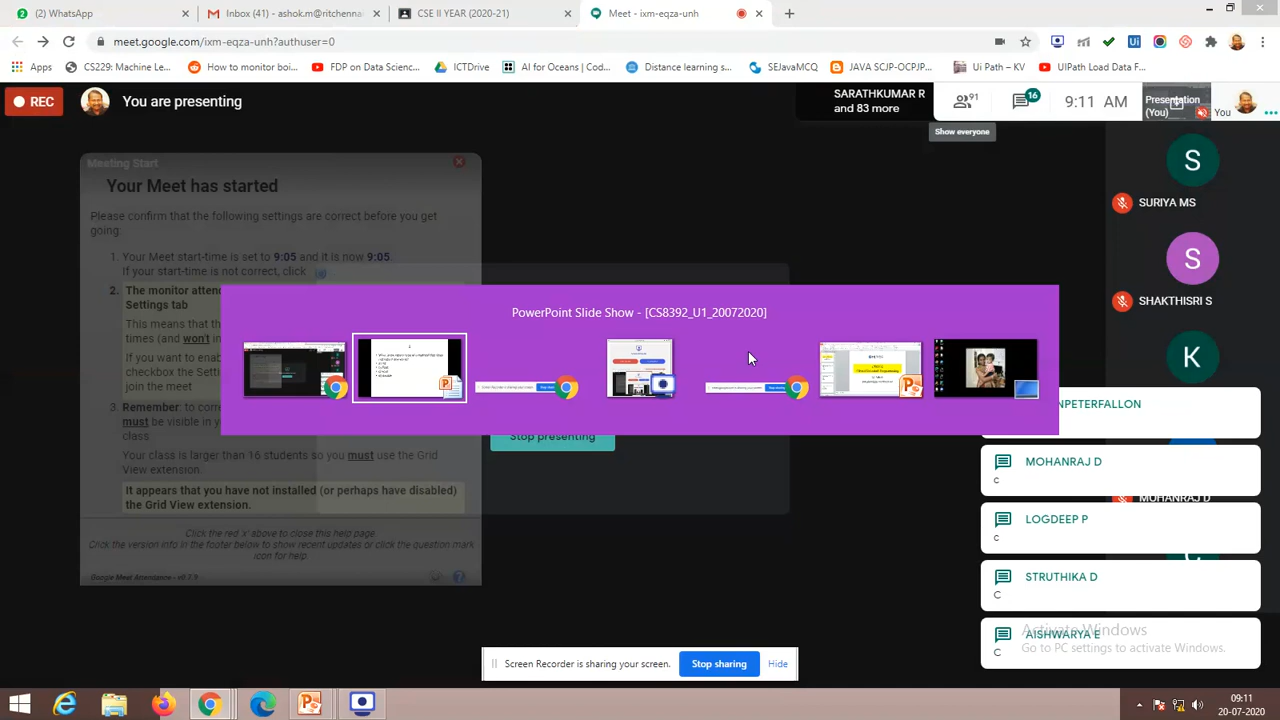 (2) WhatsApp
Inbox (41) - ashok.m@ritchennai
CSE II YEAR (2020-21)
Meet - ixm-eqza-unh
meet.google.com/ixm-eqza-unh?authuser=0
Apps
CS229: Machine Le...
How to monitor boi...
FDP on Data Scienc...
ICTDrive
AI for Oceans | Cod...
Distance learning s...
SEJavaMCQ
JAVA SCJP-OCPJP...
Ui Path – KV
UIPath Load Data F...
REC
You are presenting
SARATHKUMAR R
and 83 more
91
16
9:11 AM
Presentation
(You)
You
Show everyone
Meeting Start
Your Meet has started
Please confirm that the following settings are correct before you get
going:
1. Your Meet start-time is set to 9:05 and it is now 9:05.
If your start-time is not correct, click
2. The monitor atten
Settings tab
This means that th
times (and won't in
If you want to enab
checkbox the Sett
join the meet
3. Remember: to corre
must be visible in yo
class.
Your class is larger than 16 students so you must use the Grid
View extension.
It appears that you have not installed (or perhaps have disabled)
the Grid View extension.
Click the red 'x' above to close this help page.
Click the version info in the footer below to show recent updates or click the question mark
icon for help
Google Meet Attendance - v0.7.9
PowerPoint Slide Show - [CS8392_U1_20072020]
Stop presenting
SURIYA MS
SHAKTHISRI S
NPETERFALLON
MOHANRAJ D
c
MOHANRAJ D
LOGDEEP P
c
STRUTHIKA D
C
AISHWARYA E
C
Activate Windows
Go to PC settings to activate Windows.
Screen Recorder is sharing your screen.
Stop sharing
Hide
09:11
20-07-2020